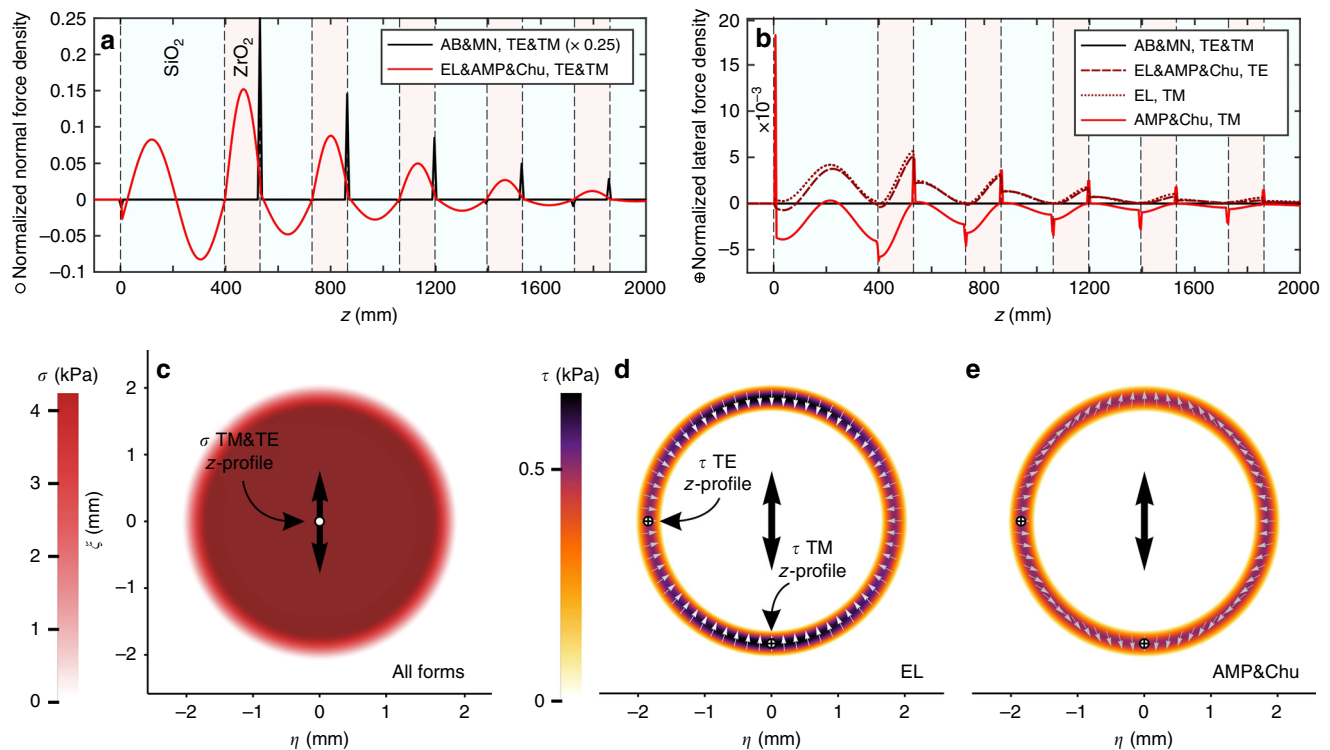 a
○ Normalized normal force density
0.25
0.20
0.15
0.10
0.05
0
−0.05
−0.1
SiO2
ZrO2
AB&MN, TE&TM (× 0.25)
EL&AMP&Chu, TE&TM
0
400
800
1200
1600
2000
z (mm)
b
⊕ Normalized lateral force density
20
15
10
5
0
−5
×10−3
AB&MN, TE&TM
EL&AMP&Chu, TE
EL, TM
AMP&Chu, TM
0
400
800
1200
1600
2000
z (mm)
σ (kPa)
4
3
2
1
0
c
ξ (mm)
2
1
0
−1
−2
σ TM&TE
z-profile
All forms
−2
−1
0
1
2
η (mm)
τ (kPa)
0.5
0
d
τ TE
z-profile
τ TM
z-profile
EL
−2
−1
0
1
2
η (mm)
e
AMP&Chu
−2
−1
0
1
2
η (mm)